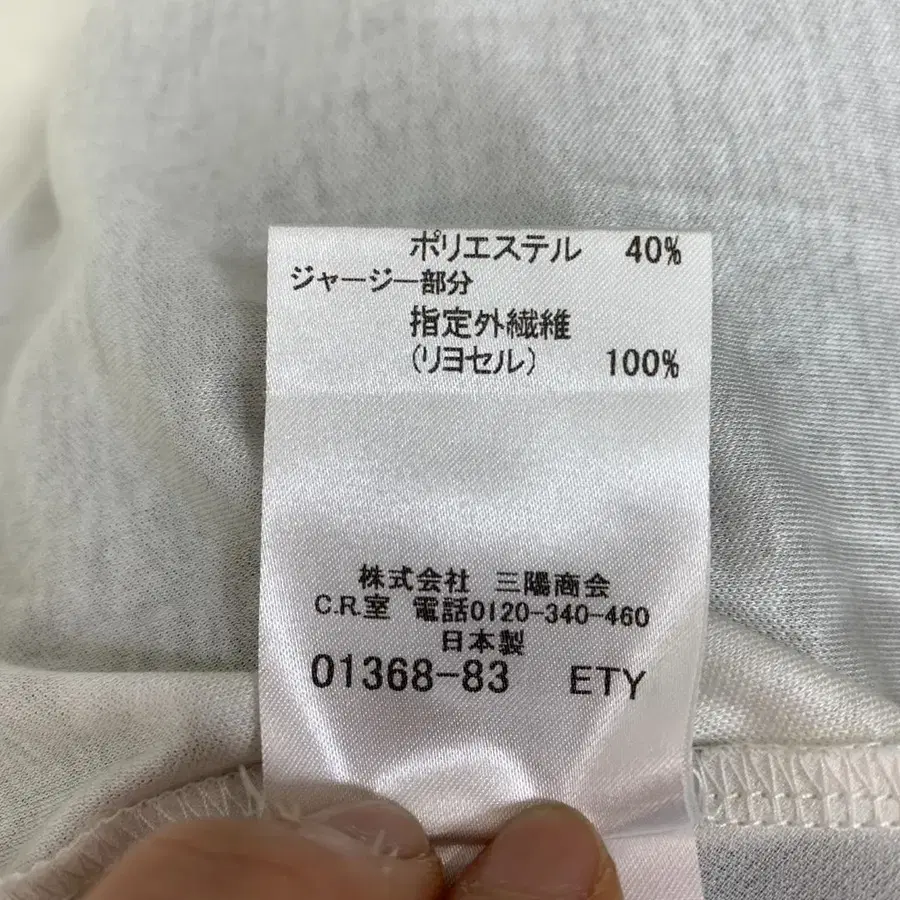 ポリエステル 40%
ジャージー部分
指定外繊維
(リヨセル) 100%
株式会社 三陽商会
C.R.室 電話0120-340-460
日本製
01368-83 ETY